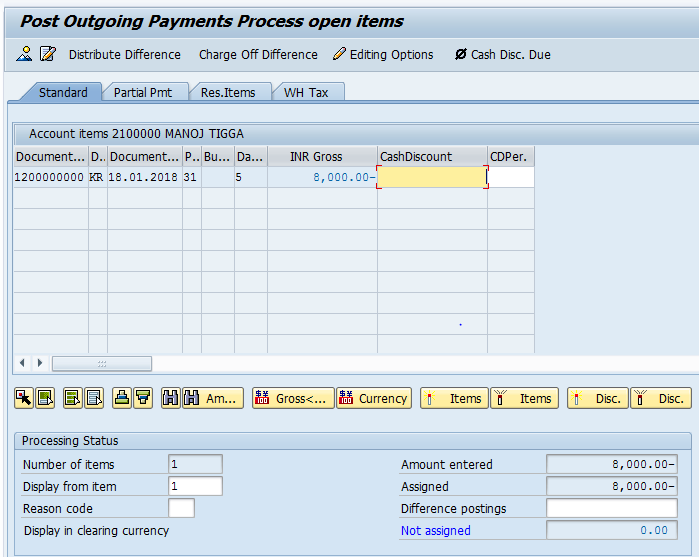 Post Outgoing Payments Process open items
Distribute Difference Charge Off Difference Editing Options Cash Disc. Due
Standard Partial Pmt Res.Items WH Tax
Account items 2100000 MANOJ TIGGA
Document... D.. Document... P.. Bu... Da... INR Gross CashDiscount CDPer.
1200000000 KR 18.01.2018 31 5 8,000.00-
Am... Gross<... Currency Items Items Disc. Disc.
Processing Status
Number of items 1 Amount entered 8,000.00-
Display from item 1 Assigned 8,000.00-
Reason code Difference postings
Display in clearing currency Not assigned 0.00